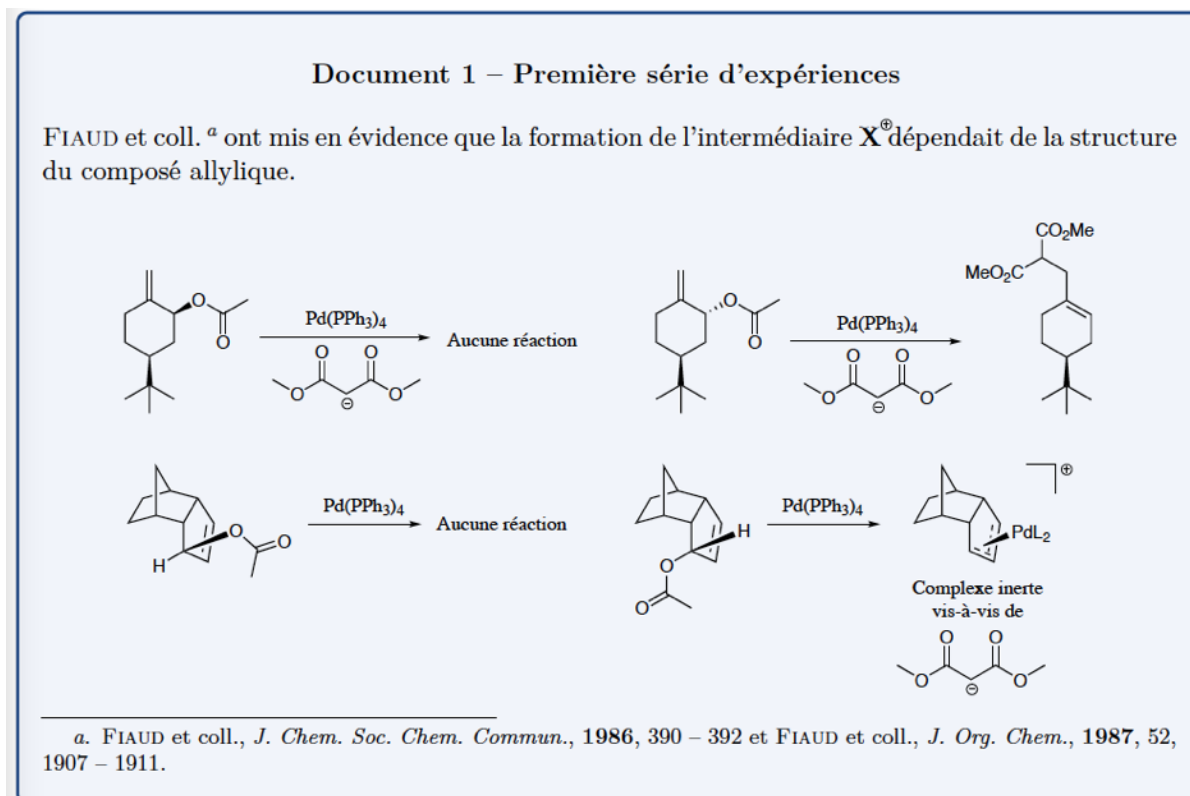 Document 1 – Première série d'expériences
FIAUD et coll. a ont mis en évidence que la formation de l'intermédiaire X⊕dépendait de la structure
du composé allylique.
CO2Me
MeO2C
O
O
Pd(PPh3)4
Aucune réaction
O
O
O
O
⊖
O
O
Pd(PPh3)4
O
O
O
O
⊖
O
O
H
Pd(PPh3)4
Aucune réaction
H
O
O
Pd(PPh3)4
⊕
PdL2
Complexe inerte
vis-à-vis de
O
O
O
O
⊖
a. FIAUD et coll., J. Chem. Soc. Chem. Commun., 1986, 390 – 392 et FIAUD et coll., J. Org. Chem., 1987, 52,
1907 – 1911.